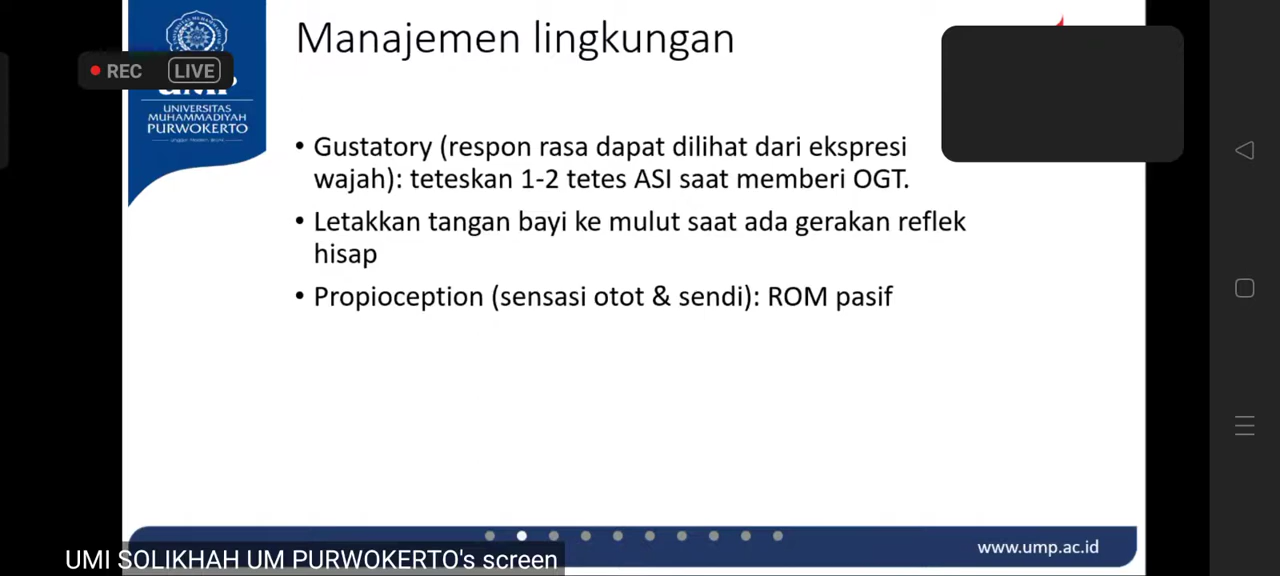 Manajemen lingkungan
REC LIVE
UNIVERSITAS
MUHAMMADIYAH
PURWOKERTO
• Gustatory (respon rasa dapat dilihat dari ekspresi
wajah): teteskan 1-2 tetes ASI saat memberi OGT.
• Letakkan tangan bayi ke mulut saat ada gerakan reflek
hisap
• Propioception (sensasi otot & sendi): ROM pasif
www.ump.ac.id
UMI SOLIKHAH UM PURWOKERTO's screen